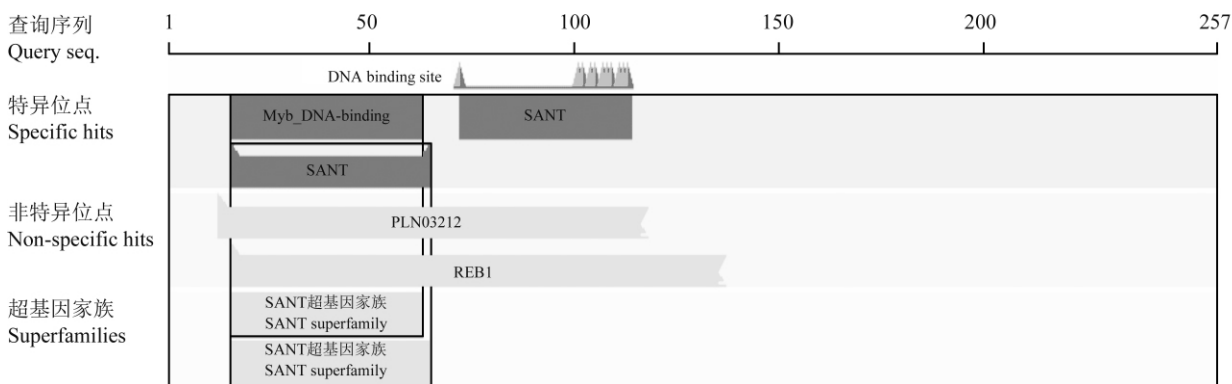 查询序列
Query seq.
1 50 100 150 200 257
DNA binding site
特异位点
Specific hits
Myb_DNA-binding
SANT
SANT
非特异位点
Non-specific hits
PLN03212
REB1
超基因家族
Superfamilies
SANT超基因家族
SANT superfamily
SANT超基因家族
SANT superfamily